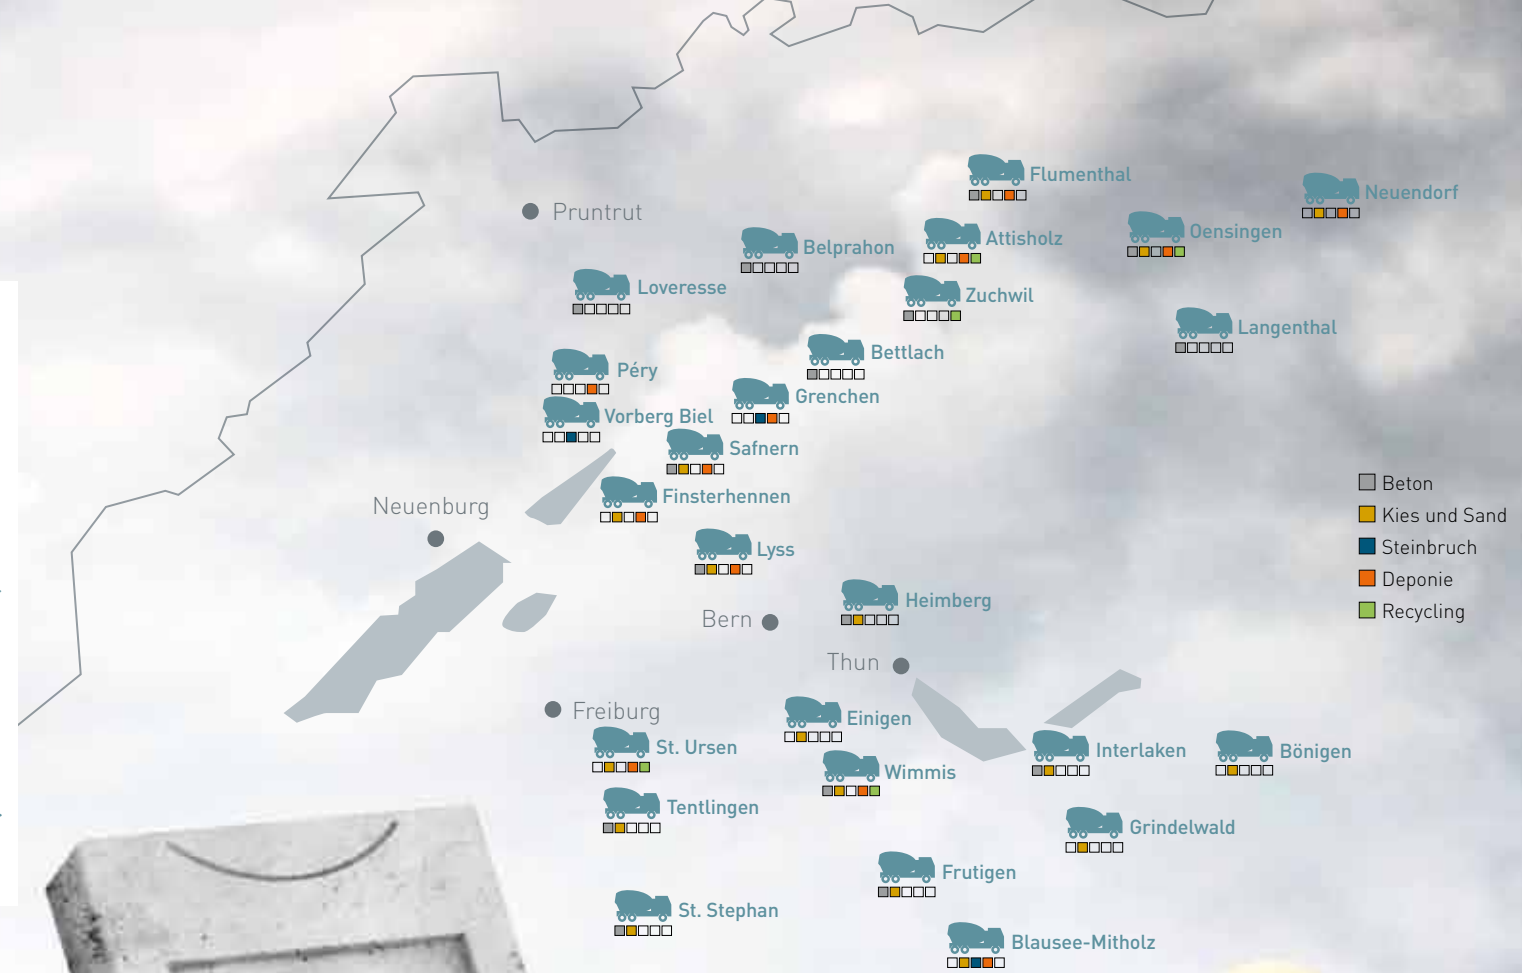 Flumenthal
Neuendorf
Pruntrut
Oensingen
Attisholz
Belprahon
Loveresse
Zuchwil
Langenthal
Bettlach
Péry
Grenchen
Vorberg Biel
Safnern
Beton
Finsterhennen
Neuenburg
Kies und Sand
Steinbruch
Lyss
Deponie
Heimberg
Recycling
Bern
Thun
Freiburg
Einigen
St. Ursen
Interlaken
Bönigen
Wimmis
Tentlingen
Grindelwald
Frutigen
St. Stephan
Blausee-Mitholz